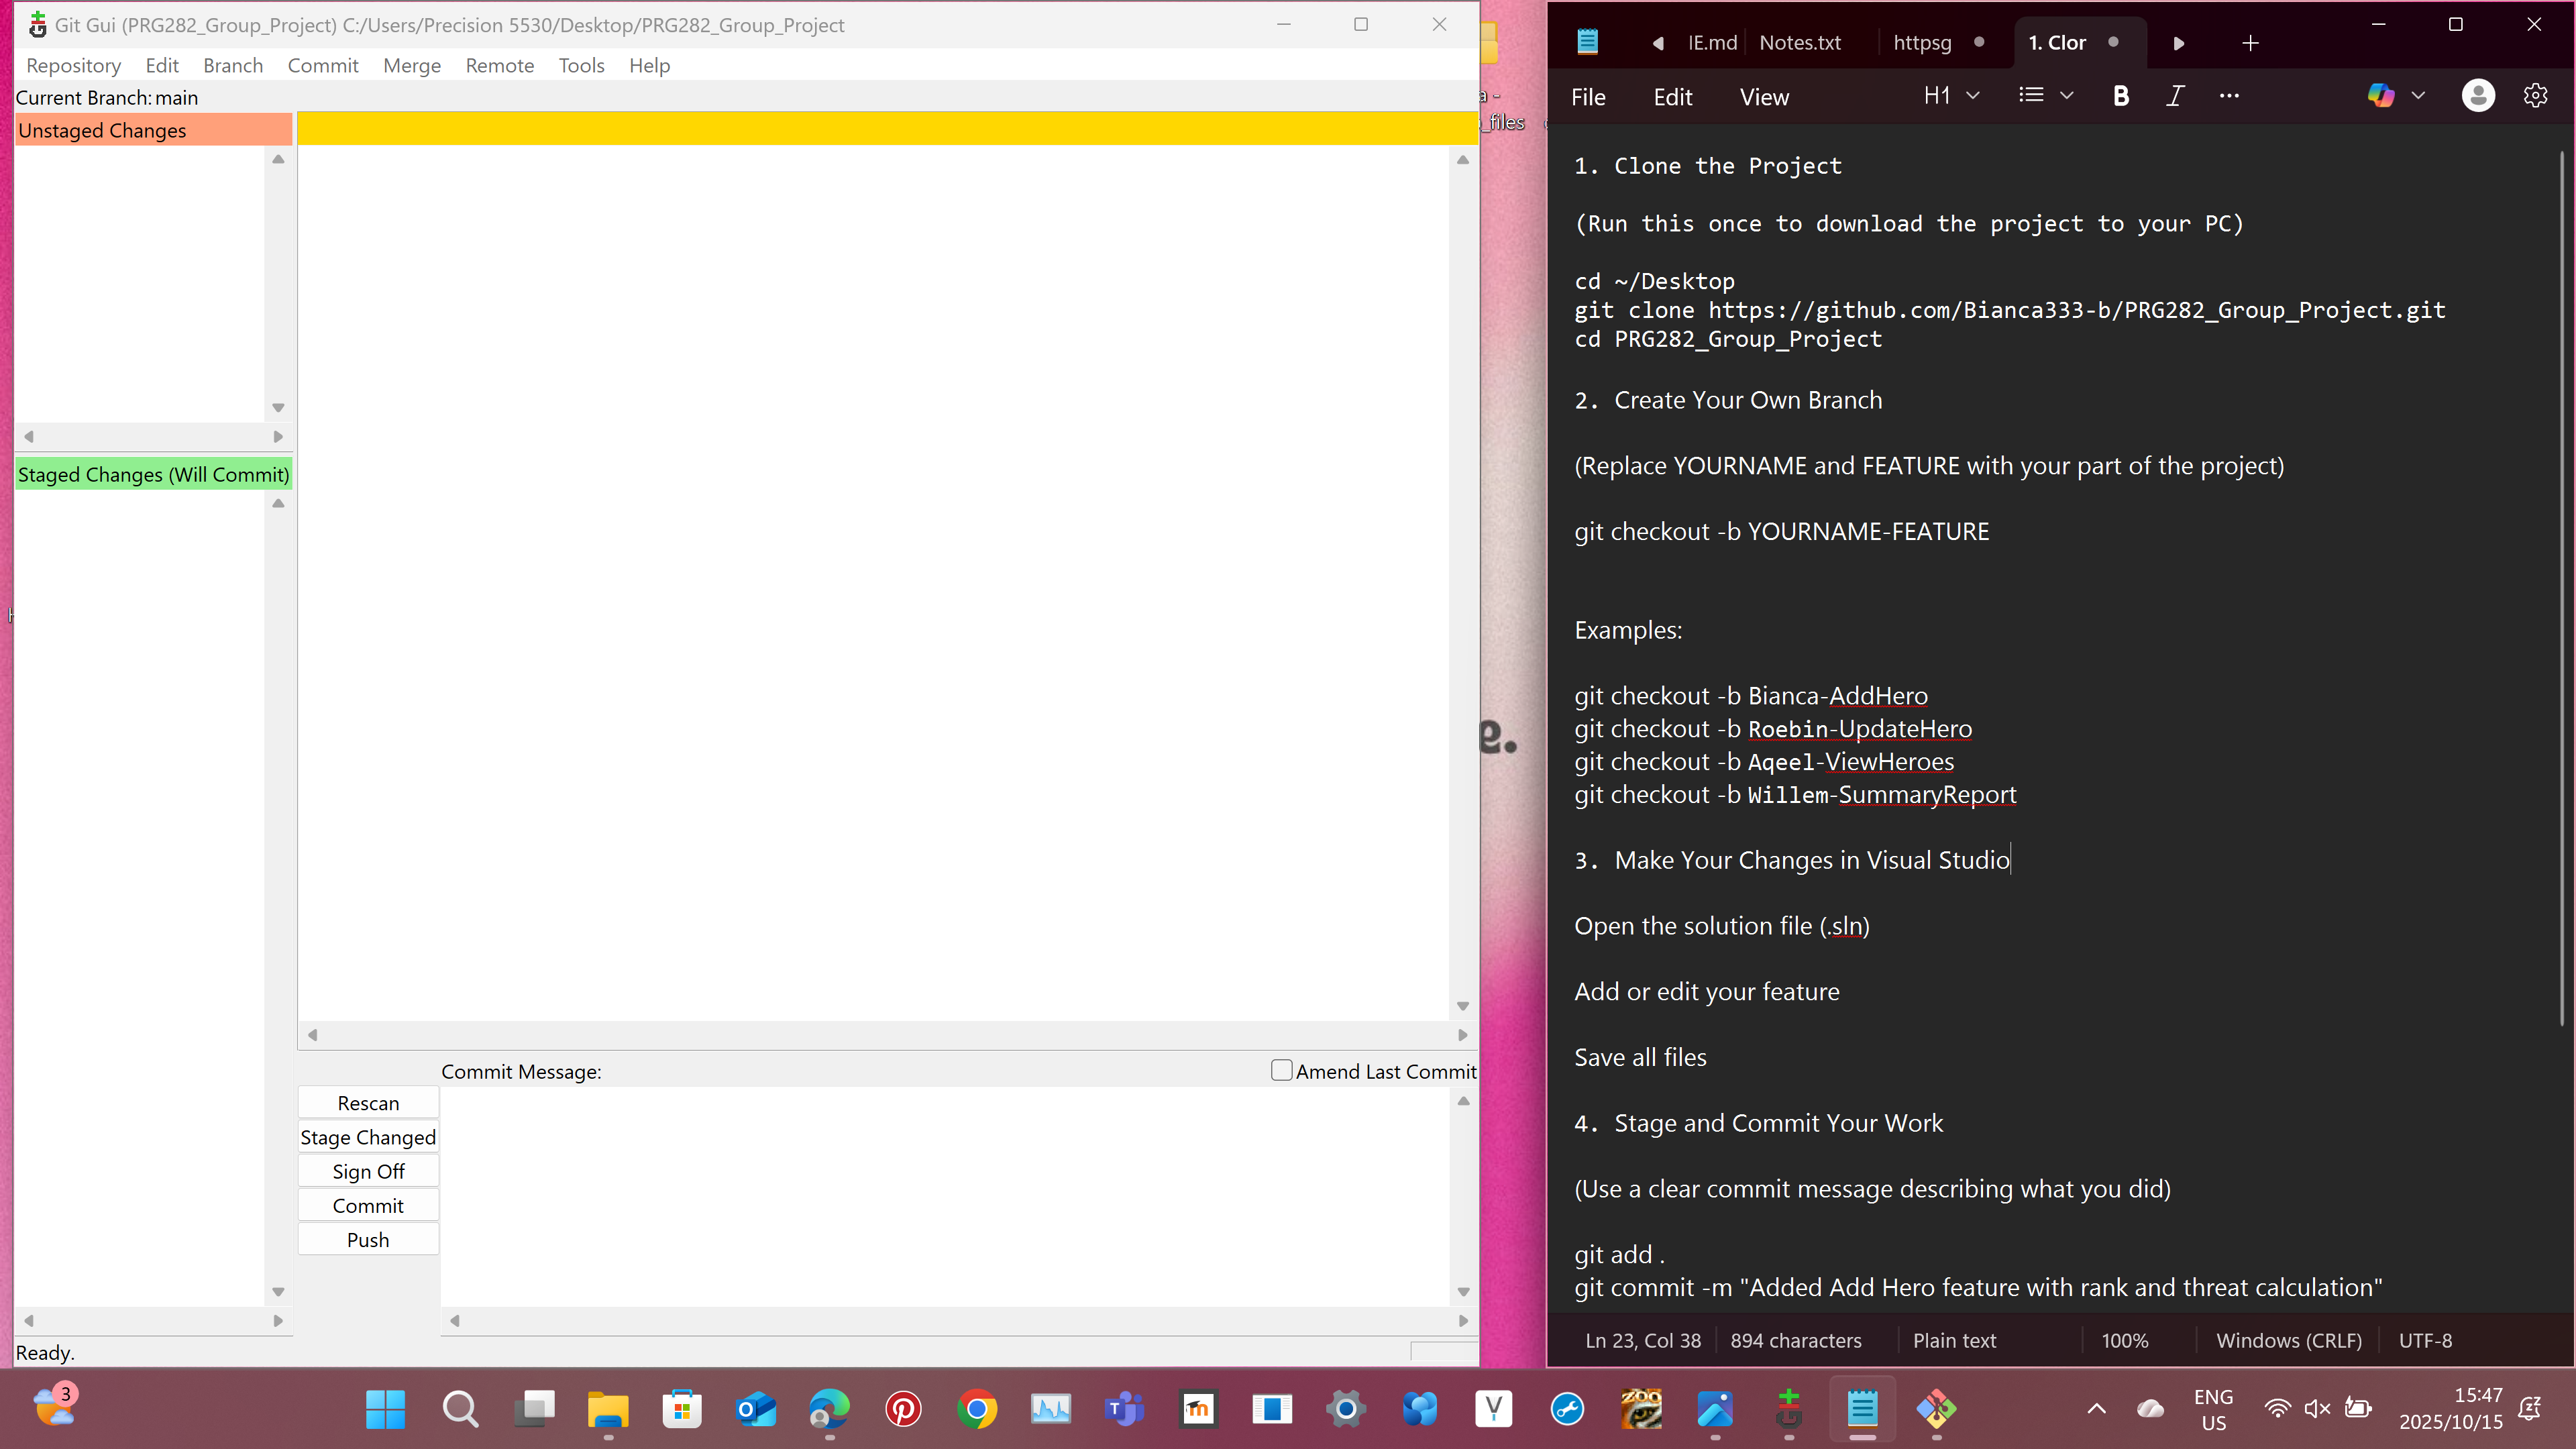 Git Gui (PRG282_Group_Project) C:/Users/Precision 5530/Desktop/PRG282_Group_Project
Repository Edit Branch Commit Merge Remote Tools Help
Current Branch: main
Unstaged Changes
Staged Changes (Will Commit)
Commit Message:
Amend Last Commit
Rescan
Stage Changed
Sign Off
Commit
Push
Ready.
_files
e.
IE.md Notes.txt httpsg 1. Clor
File Edit View H1 B I
1. Clone the Project
(Run this once to download the project to your PC)
cd ~/Desktop
git clone https://github.com/Bianca333-b/PRG282_Group_Project.git
cd PRG282_Group_Project
2. Create Your Own Branch
(Replace YOURNAME and FEATURE with your part of the project)
git checkout -b YOURNAME-FEATURE
Examples:
git checkout -b Bianca-AddHero
git checkout -b Roebin-UpdateHero
git checkout -b Aqeel-ViewHeroes
git checkout -b Willem-SummaryReport
3. Make Your Changes in Visual Studio
Open the solution file (.sln)
Add or edit your feature
Save all files
4. Stage and Commit Your Work
(Use a clear commit message describing what you did)
git add .
git commit -m "Added Add Hero feature with rank and threat calculation"
Ln 23, Col 38 894 characters Plain text 100% Windows (CRLF) UTF-8
3
ZOO
ENG
US
15:47
2025/10/15